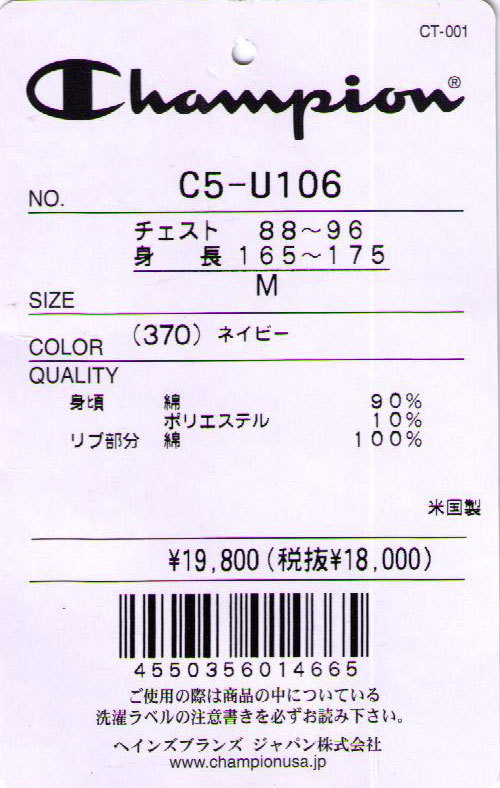 CT-001
Champion®
NO. C5-U106
チェスト 88～96
身長 165～175
SIZE M
COLOR (370) ネイビー
QUALITY
身頃 綿 90%
ポリエステル 10%
リブ部分 綿 100%
米国製
¥19,800(税抜¥18,000)
4550356014665
ご使用の際は商品の中についている
洗濯ラベルの注意書きを必ずお読み下さい。
ヘインズブランズ ジャパン株式会社
www.championusa.jp